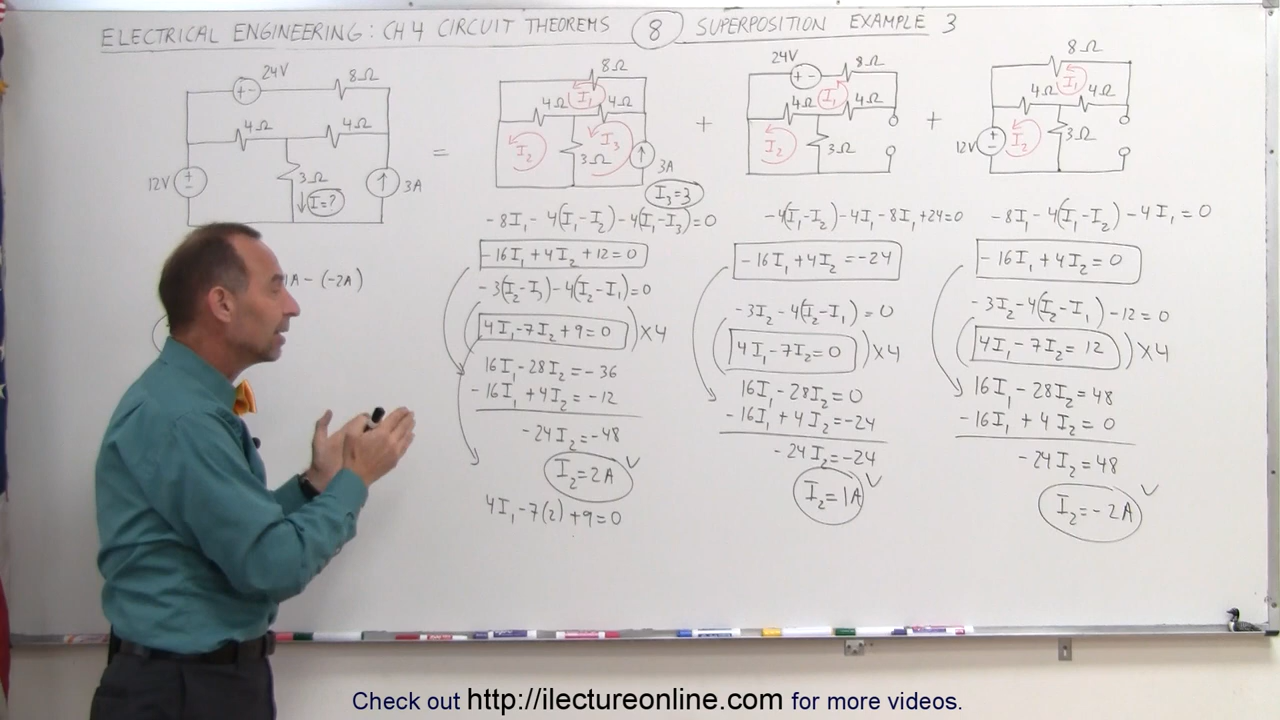 ELECTRICAL ENGINEERING: CH 4 CIRCUIT THEOREMS 8 SUPERPOSITION EXAMPLE 3
24V
8Ω
4Ω
4Ω
12V
3Ω
I=?
3A
=
8Ω
4Ω
I₁
4Ω
I₂
I₃
3Ω
3A
I₃=3
+
24V
8Ω
4Ω
I₁
4Ω
I₂
3Ω
+
8Ω
I₁
4Ω
4Ω
12V
I₂
3Ω
A-(-2A)
-8I₁-4(I₁-I₂)-4(I₁-I₃)=0
-16I₁+4I₂+12=0
-3(I₂-I₃)-4(I₂-I₁)=0
4I₁-7I₂+9=0 )×4
16I₁-28I₂=-36
-16I₁+4I₂=-12
-24I₂=-48
I₂=2A
4I₁-7(2)+9=0
-4(I₁-I₂)-4I₁-8I₁+24=0
-16I₁+4I₂=-24
-3I₂-4(I₂-I₁)=0
4I₁-7I₂=0 )×4
16I₁-28I₂=0
-16I₁+4I₂=-24
-24I₂=-24
I₂=1A
-8I₁-4(I₁-I₂)-4I₁=0
-16I₁+4I₂=0
-3I₂-4(I₂-I₁)-12=0
4I₁-7I₂=12 )×4
16I₁-28I₂=48
-16I₁+4I₂=0
-24I₂=48
I₂=-2A
Check out http://ilectureonline.com for more videos.